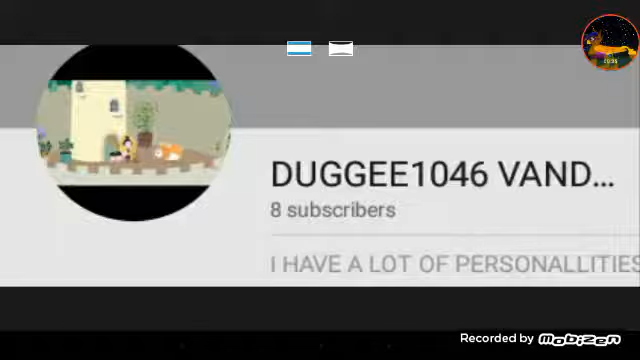 DUGGEE1046 VAND...
8 subscribers
I HAVE A LOT OF PERSONALLITIES
Recorded by Mobizen